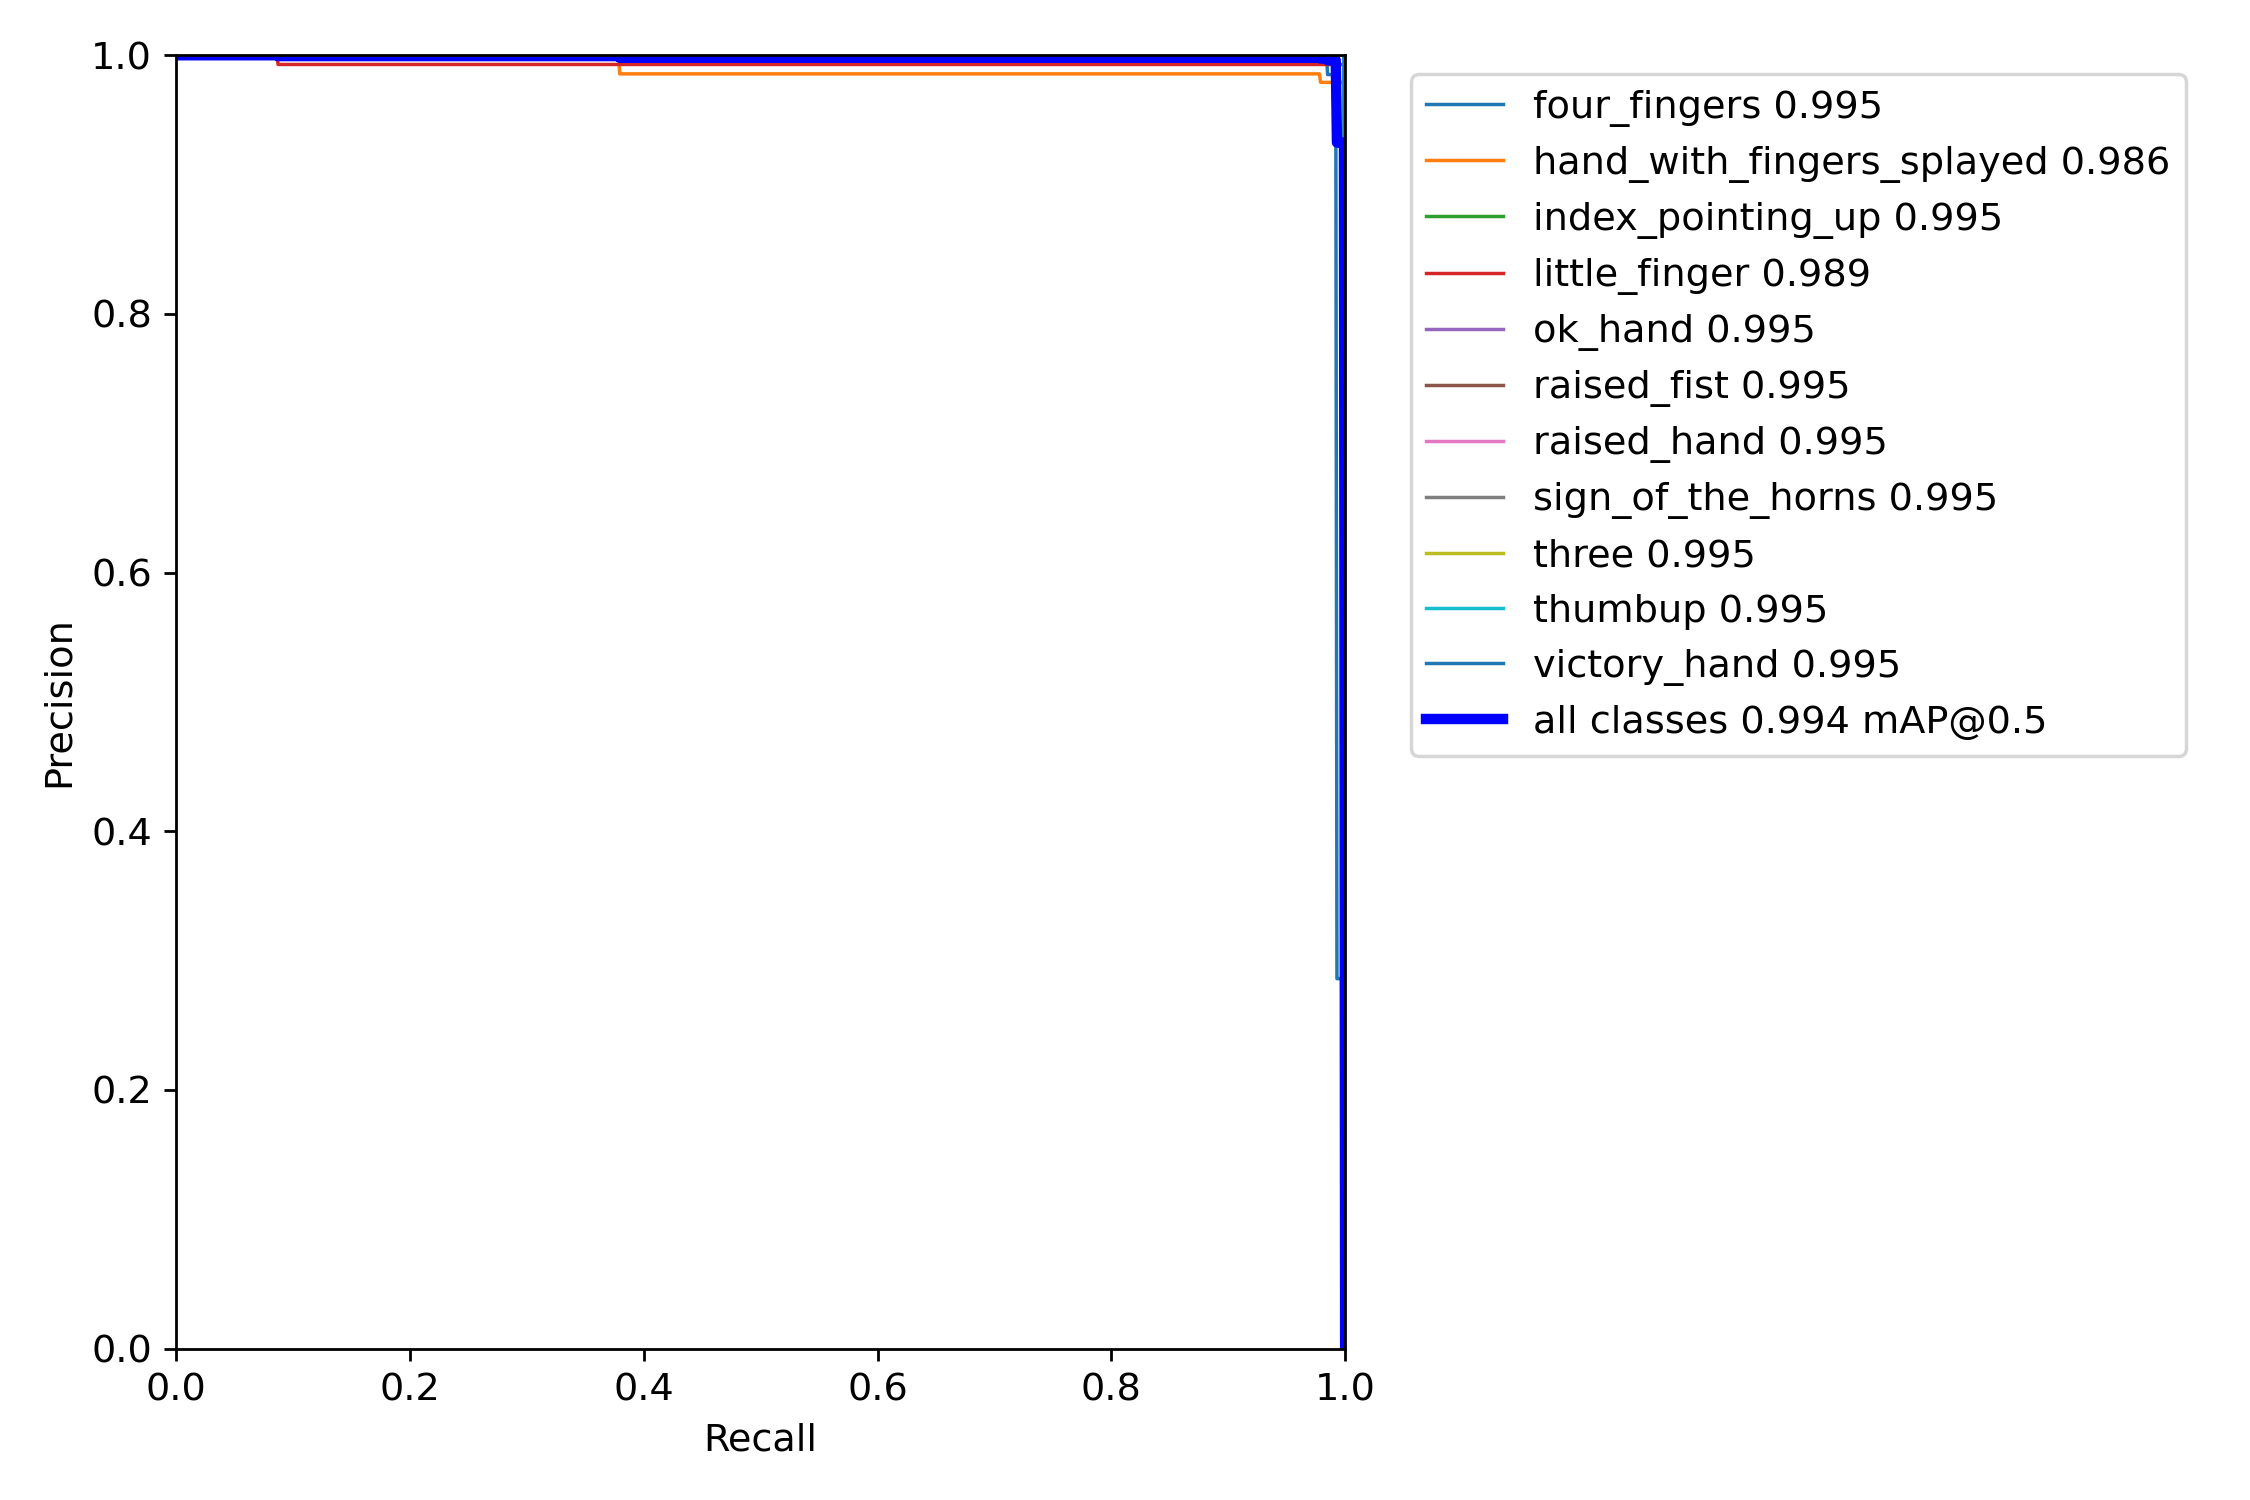 1.0
0.8
0.6
0.4
0.2
0.0
Precision
0.0 0.2 0.4 0.6 0.8 1.0
Recall
four_fingers 0.995
hand_with_fingers_splayed 0.986
index_pointing_up 0.995
little_finger 0.989
ok_hand 0.995
raised_fist 0.995
raised_hand 0.995
sign_of_the_horns 0.995
three 0.995
thumbup 0.995
victory_hand 0.995
all classes 0.994 mAP@0.5